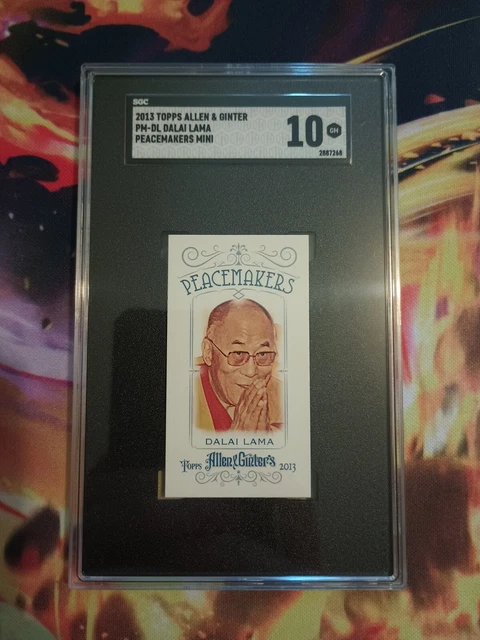 SGC
2013 TOPPS ALLEN & GINTER
PM-DL DALAI LAMA
PEACEMAKERS MINI
10 GM
2887268
PEACEMAKERS
DALAI LAMA
TOPPS Allen & Ginter's 2013